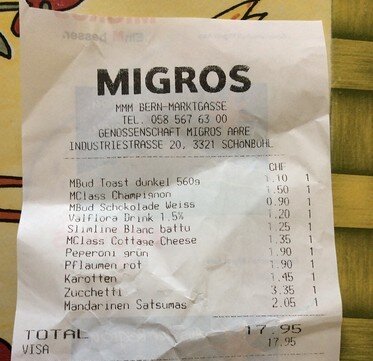 MIGROS
MMM BERN-MARKTGASSE
TEL. 058 567 63 00
GENOSSENSCHAFT MIGROS AARE
INDUSTRIESTRASSE 20, 3321 SCHÖNBÜHL
CHF
MBud Toast dunkel 560g 1.10 1
MClass Champignon 1.50 1
MBud Schokolade Weiss 0.90 1
Valflora Drink 1.5% 1.20 1
Slimline Blanc battu 1.25 1
MClass Cottage Cheese 1.35 1
Peperoni grün 1.90 1
Pflaumen rot 1.90 1
Karotten 1.45 1
Zucchetti 3.35 1
Mandarinen Satsumas 2.05 1
TOTAL 17.95
VISA 17.95